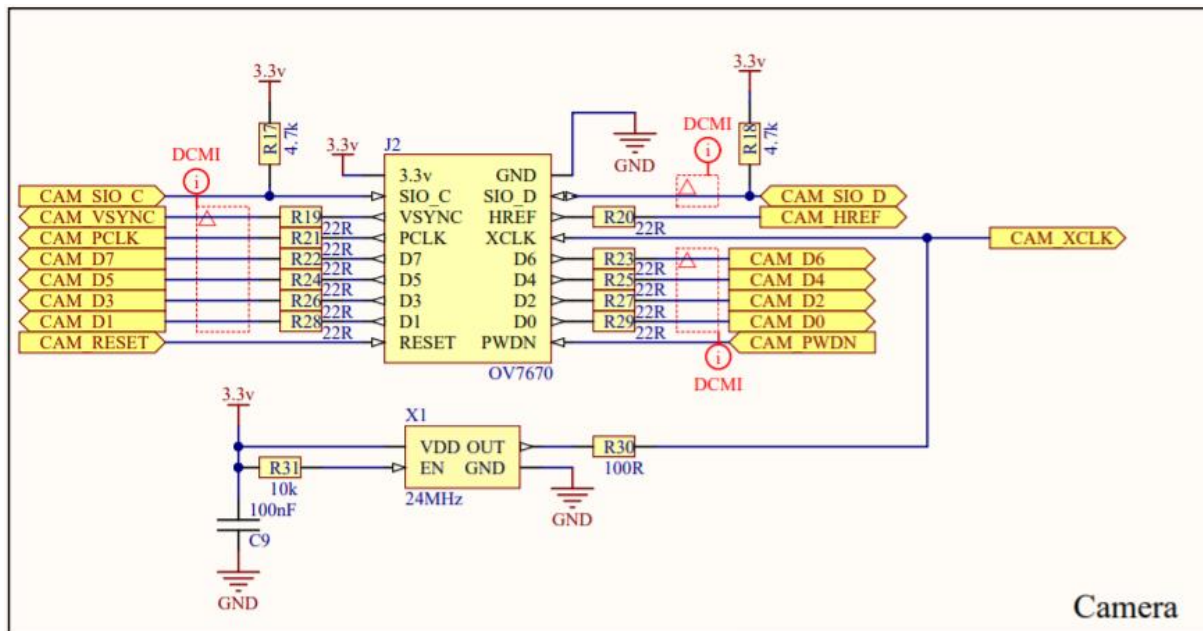 3.3v
3.3v
R17
4.7k
DCMI
R18
4.7k
DCMI
GND
J2
3.3v
3.3v
GND
CAM_SIO_C
SIO_C
SIO_D
CAM_SIO_D
CAM_VSYNC
R19
VSYNC
HREF
R20
CAM_HREF
22R
22R
CAM_PCLK
R21
PCLK
XCLK
CAM_XCLK
22R
CAM_D7
R22
D7
D6
R23
CAM_D6
22R
22R
CAM_D5
R24
D5
D4
R25
CAM_D4
22R
22R
CAM_D3
R26
D3
D2
R27
CAM_D2
22R
22R
CAM_D1
R28
D1
D0
R29
CAM_D0
22R
22R
CAM_RESET
RESET
PWDN
CAM_PWDN
OV7670
DCMI
3.3v
X1
VDD OUT
R30
100R
R31
10k
EN GND
24MHz
100nF
C9
GND
GND
Camera